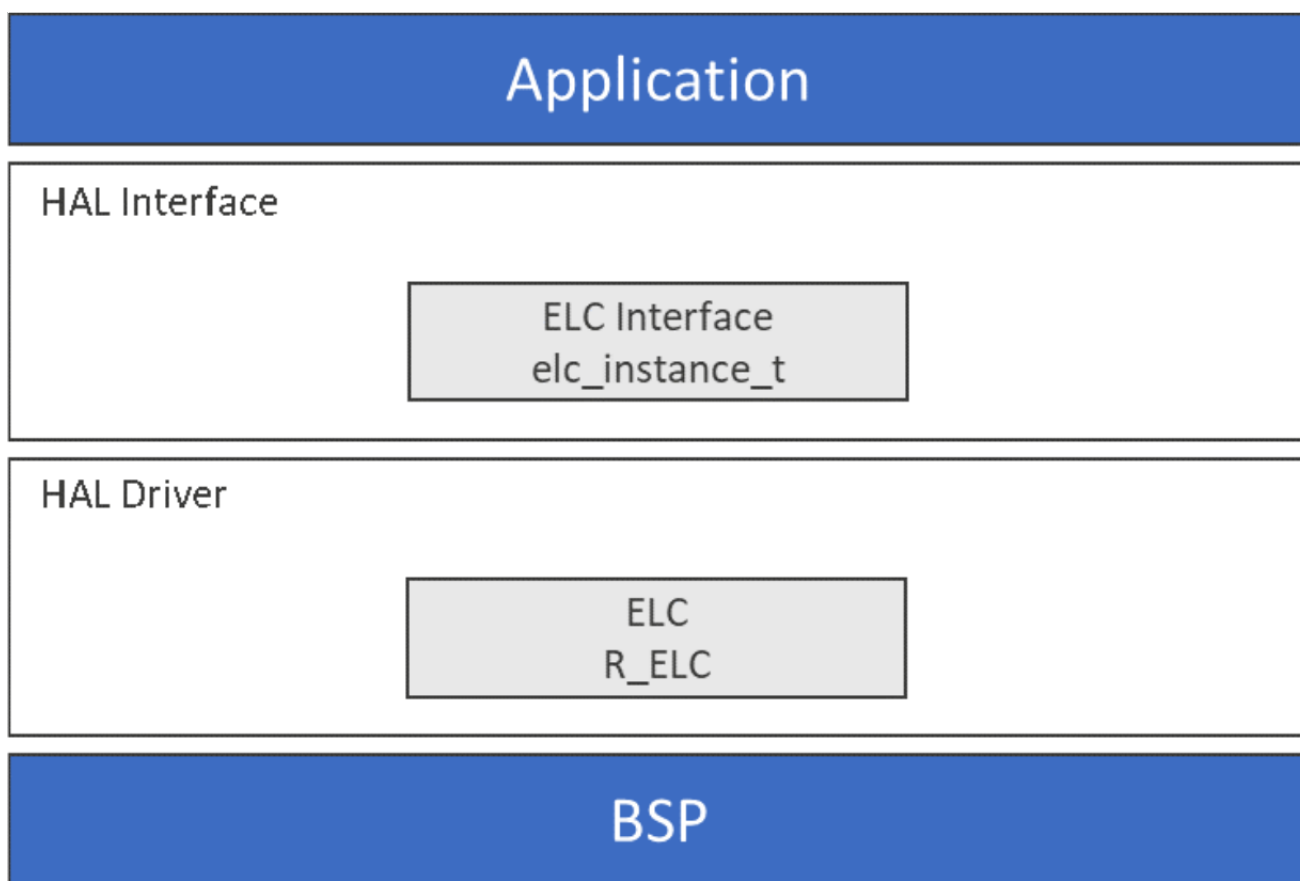 Application
HAL Interface
ELC Interface
elc_instance_t
HAL Driver
ELC
R_ELC
BSP